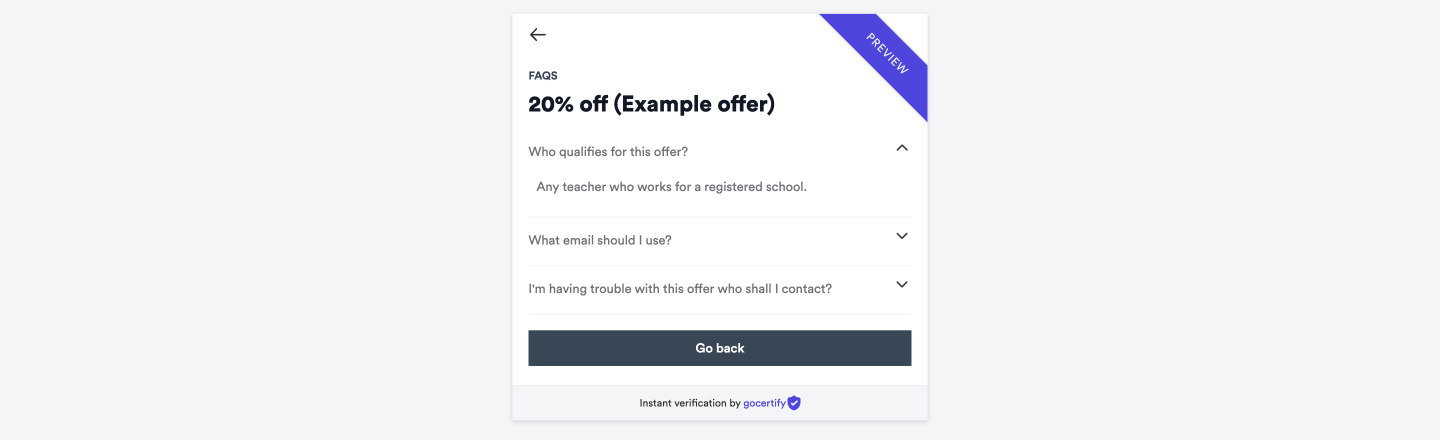 PREVIEW
FAQS
20% off (Example offer)
Who qualifies for this offer?
Any teacher who works for a registered school.
What email should I use?
I'm having trouble with this offer who shall I contact?
Go back
Instant verification by gocertify